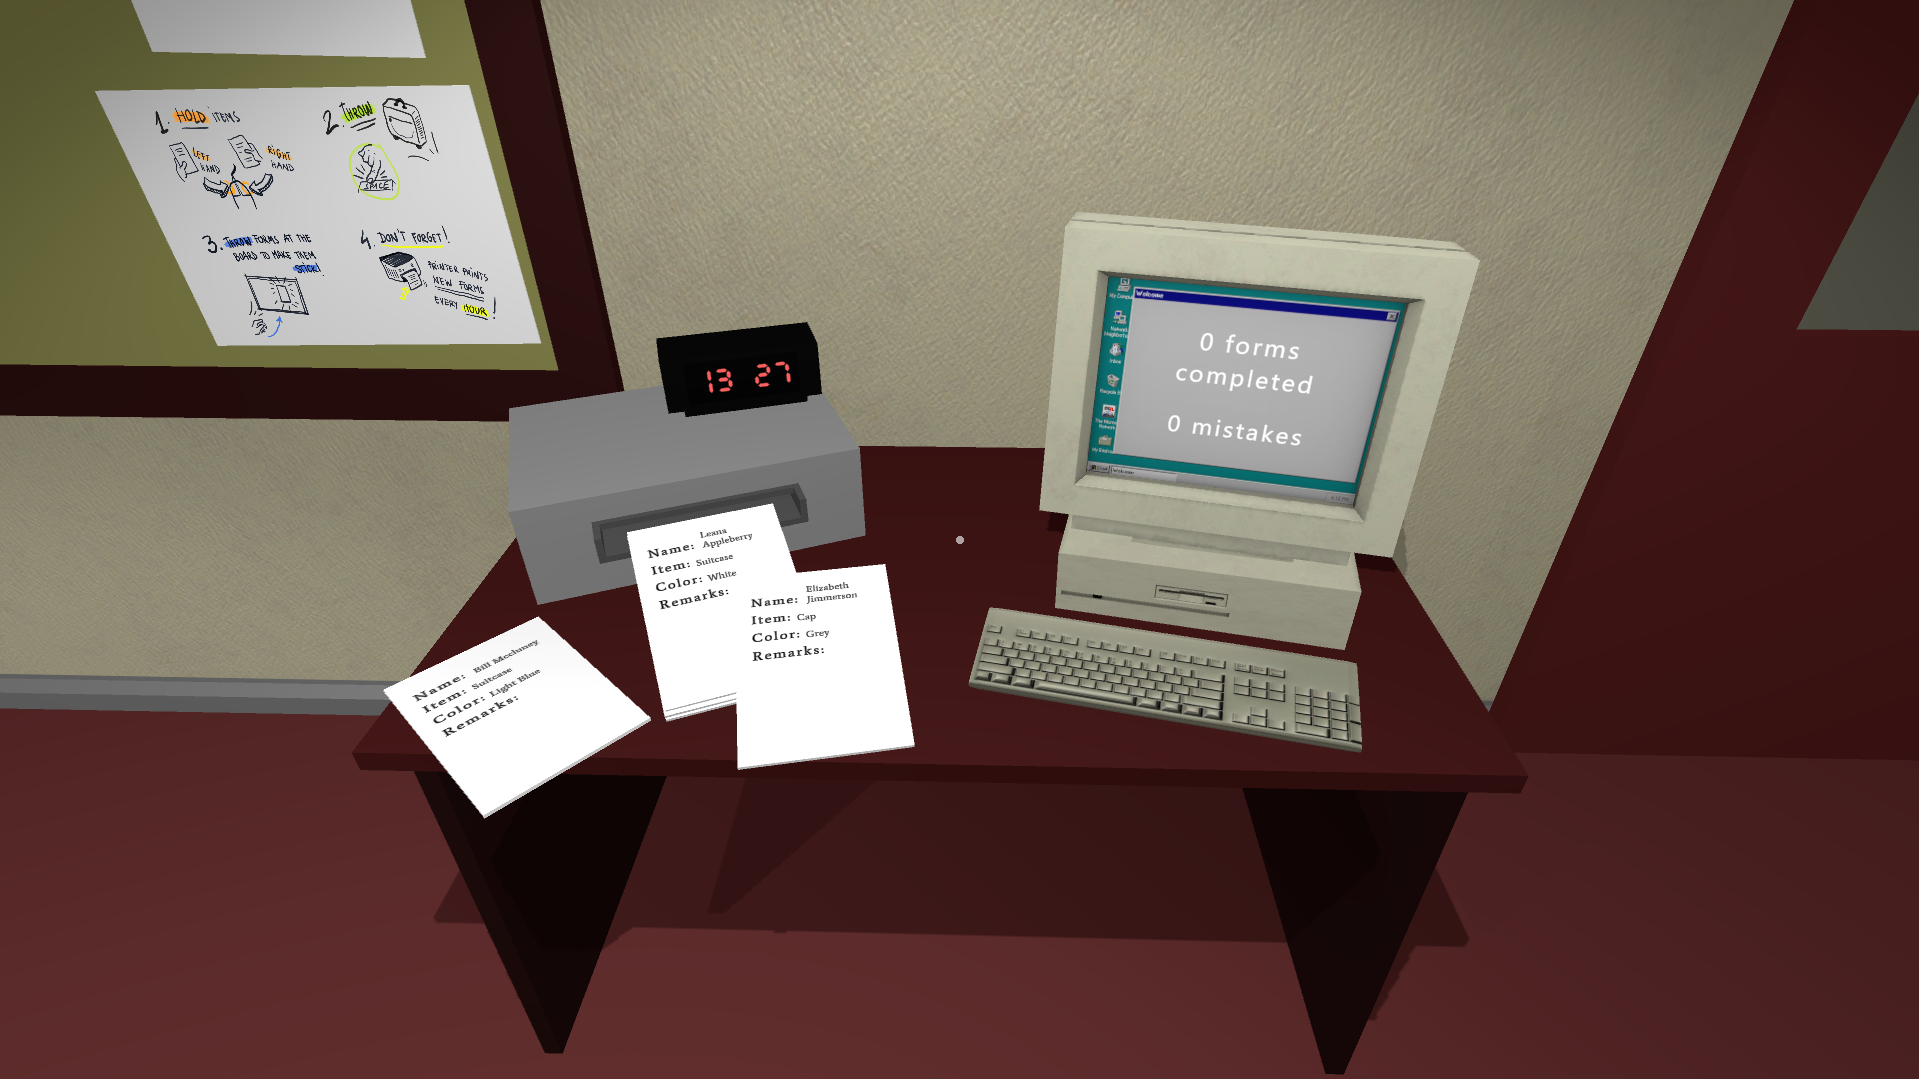 1. HOLD ITEMS
LEFT HAND
RIGHT HAND
2. THROW
SPACE
3. THROW FORMS AT THE
BOARD TO MAKE THEM
STICK!
4. DON'T FORGET!
PRINTER PRINTS
NEW FORMS
EVERY HOUR!
13 27
Welcome
0 forms
completed
0 mistakes
Name: Leana
Appleberry
Item: Suitcase
Color: White
Remarks:
Name: Elizabeth
Jimmerson
Item: Cap
Color: Grey
Remarks:
Name: Bill Mccluney
Item: Suitcase
Color: Light Blue
Remarks: